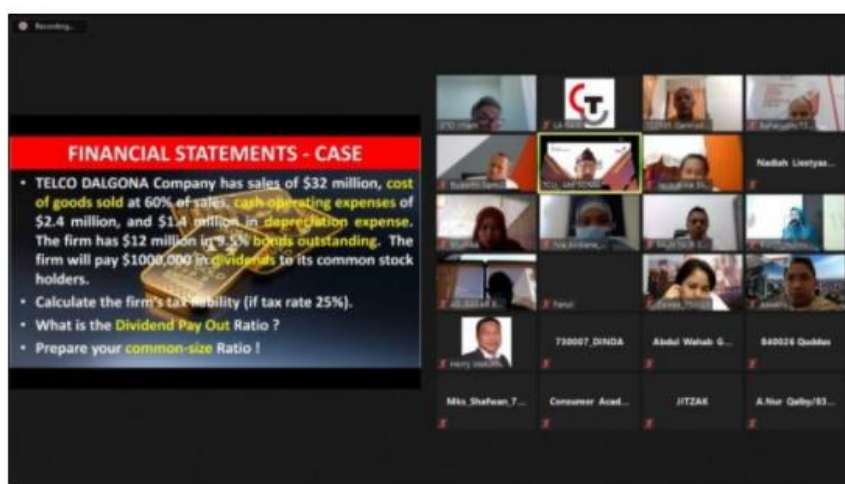 Recording...
FINANCIAL STATEMENTS - CASE
• TELCO DALGONA Company has sales of $32 million, cost
of goods sold at 60% of sales, cash operating expenses of
$2.4 million, and $1.4 million in depreciation expense.
The firm has $12 million in 9.5% bonds outstanding. The
firm will pay $1000,000 in dividends to its common stock
holders.
• Calculate the firm's tax liability (if tax rate 25%).
• What is the Dividend Pay Out Ratio ?
• Prepare your common-size Ratio !
Nadiah Liestyas...
730007_DINDA
Abdul Wahab G...
840026 Quddus
Mks_Shafwan_7...
Consumer Acad...
JITZAK
A.Nur Qalby/83...